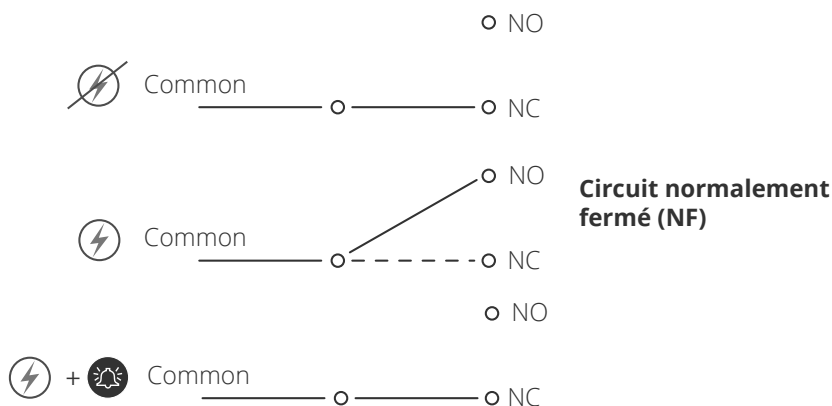 NO
Common
NC
NO
Circuit normalement
fermé (NF)
Common
NC
NO
+
Common
NC